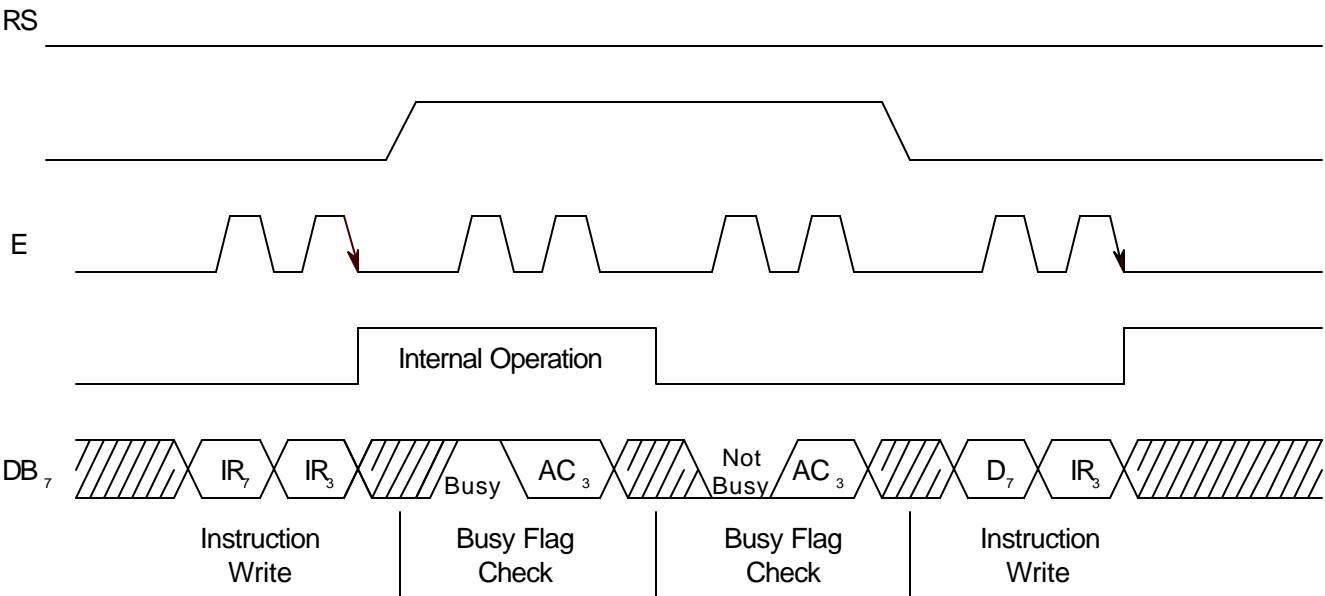 RS
E
Internal Operation
DB₇
IR₇
IR₃
Busy
AC₃
Not
Busy
AC₃
D₇
IR₃
Instruction
Write
Busy Flag
Check
Busy Flag
Check
Instruction
Write